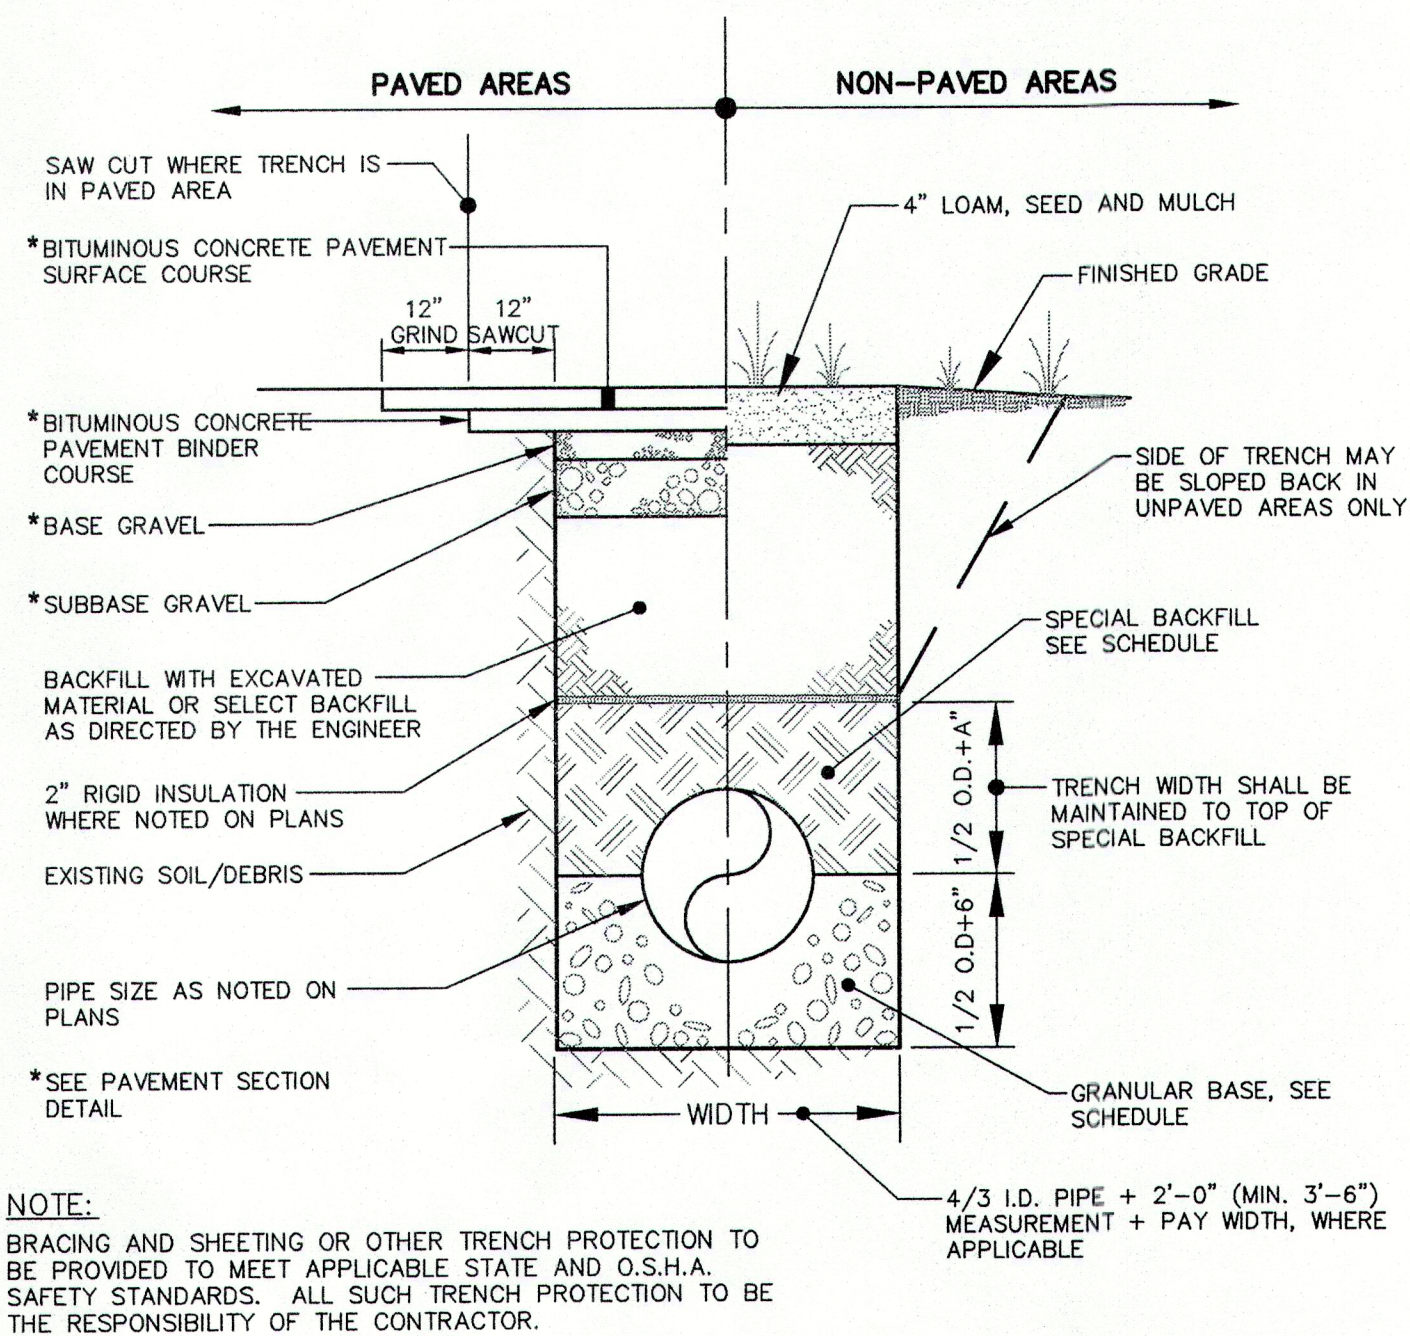 PAVED AREAS
NON-PAVED AREAS
SAW CUT WHERE TRENCH IS
IN PAVED AREA
*BITUMINOUS CONCRETE PAVEMENT
SURFACE COURSE
12" 12"
GRIND SAWCUT
*BITUMINOUS CONCRETE
PAVEMENT BINDER
COURSE
*BASE GRAVEL
*SUBBASE GRAVEL
BACKFILL WITH EXCAVATED
MATERIAL OR SELECT BACKFILL
AS DIRECTED BY THE ENGINEER
2" RIGID INSULATION
WHERE NOTED ON PLANS
EXISTING SOIL/DEBRIS
PIPE SIZE AS NOTED ON
PLANS
*SEE PAVEMENT SECTION
DETAIL
4" LOAM, SEED AND MULCH
FINISHED GRADE
SIDE OF TRENCH MAY
BE SLOPED BACK IN
UNPAVED AREAS ONLY
SPECIAL BACKFILL
SEE SCHEDULE
1/2 O.D.+A"
TRENCH WIDTH SHALL BE
MAINTAINED TO TOP OF
SPECIAL BACKFILL
1/2 O.D+6"
GRANULAR BASE, SEE
SCHEDULE
WIDTH
4/3 I.D. PIPE + 2'-0" (MIN. 3'-6")
MEASUREMENT + PAY WIDTH, WHERE
APPLICABLE
NOTE:
BRACING AND SHEETING OR OTHER TRENCH PROTECTION TO
BE PROVIDED TO MEET APPLICABLE STATE AND O.S.H.A.
SAFETY STANDARDS. ALL SUCH TRENCH PROTECTION TO BE
THE RESPONSIBILITY OF THE CONTRACTOR.